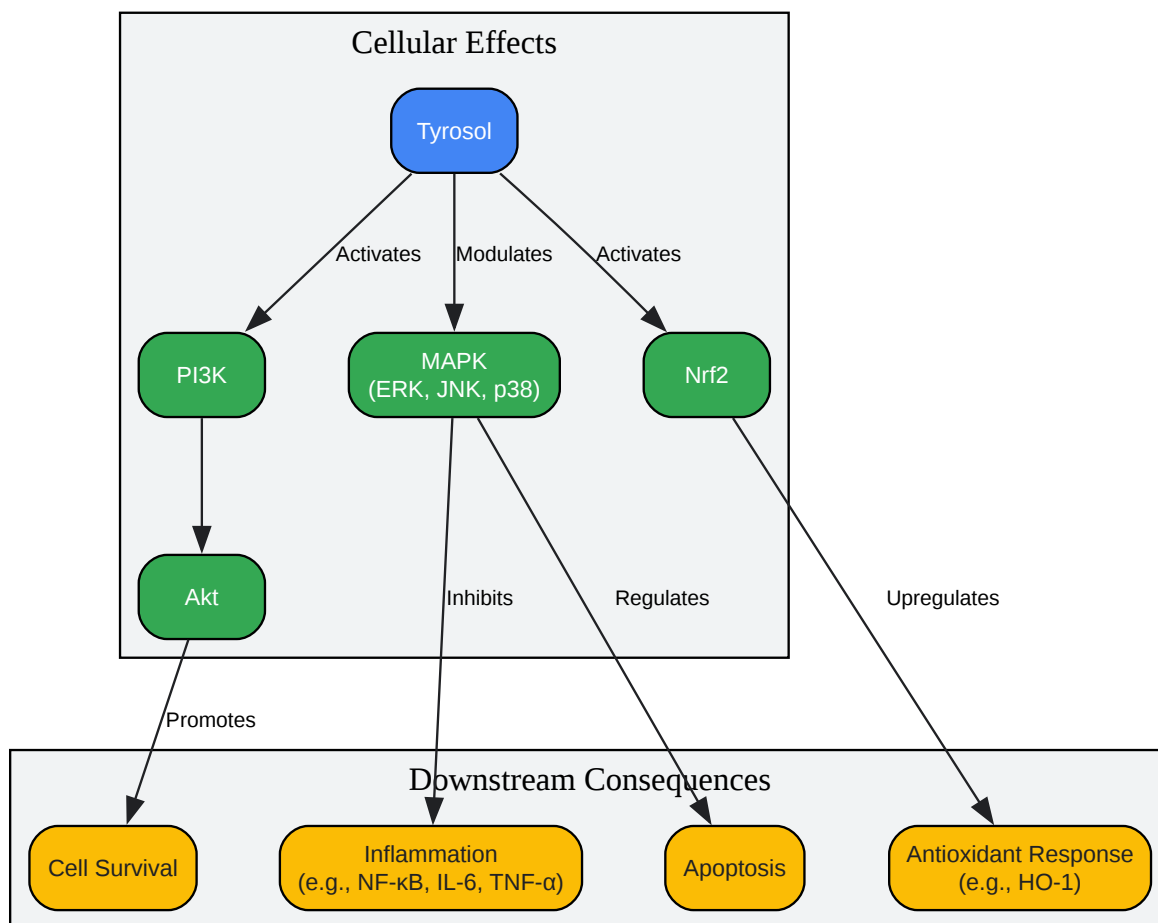 Cellular Effects
Tyrosol
Activates
Modulates
Activates
PI3K
MAPK
(ERK, JNK, p38)
Nrf2
Akt
Inhibits
Regulates
Upregulates
Promotes
Downstream Consequences
Cell Survival
Inflammation
(e.g., NF-κB, IL-6, TNF-α)
Apoptosis
Antioxidant Response
(e.g., HO-1)